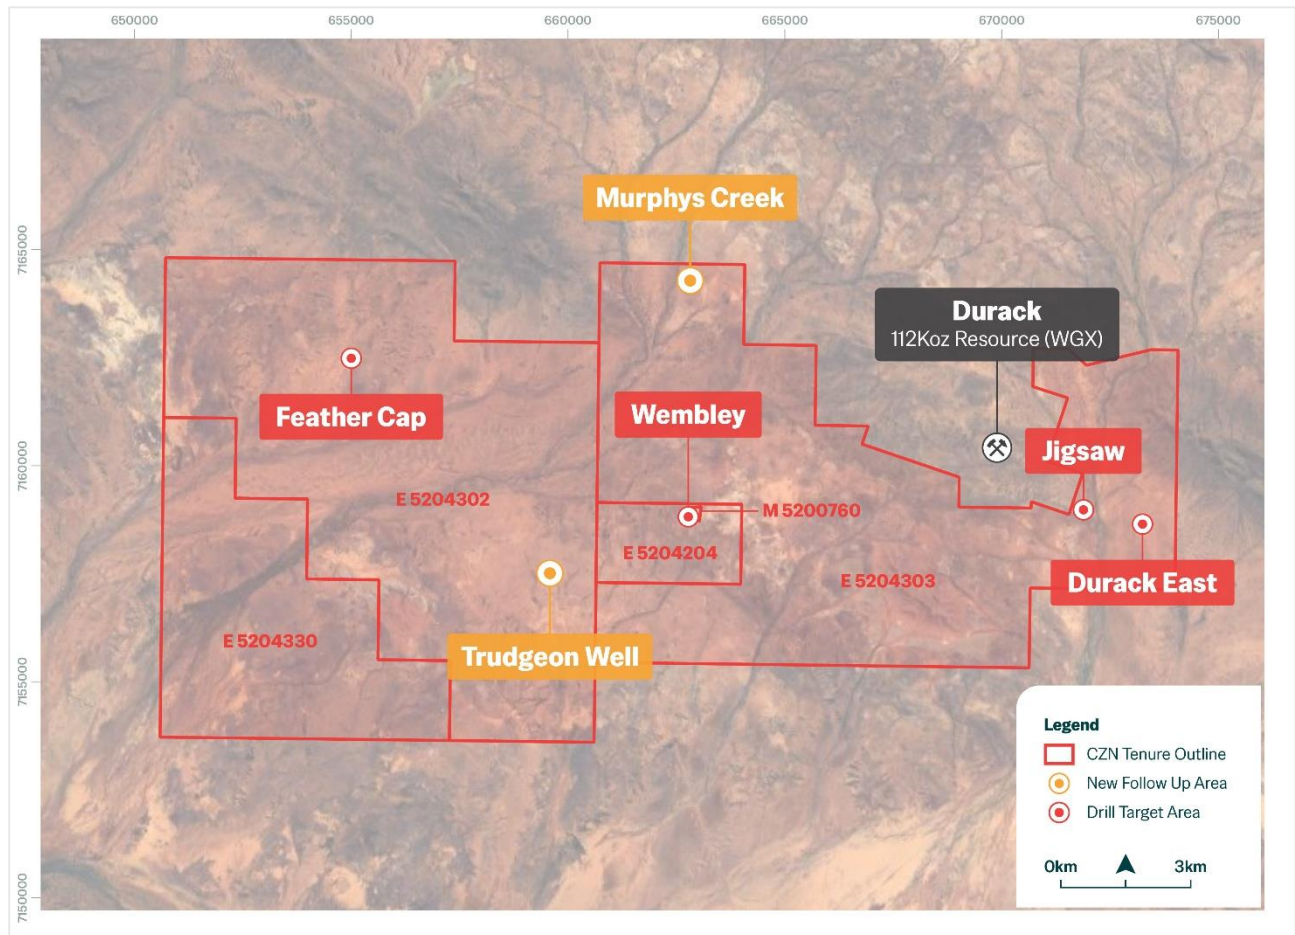 650000
655000
660000
665000
670000
675000
7165000
7160000
7155000
7150000
Murphys Creek
Durack
112Koz Resource (WGX)
Feather Cap
Wembley
Jigsaw
E 5204302
M 5200760
E 5204204
E 5204303
Durack East
E 5204330
Trudgeon Well
Legend
CZN Tenure Outline
New Follow Up Area
Drill Target Area
0km 3km